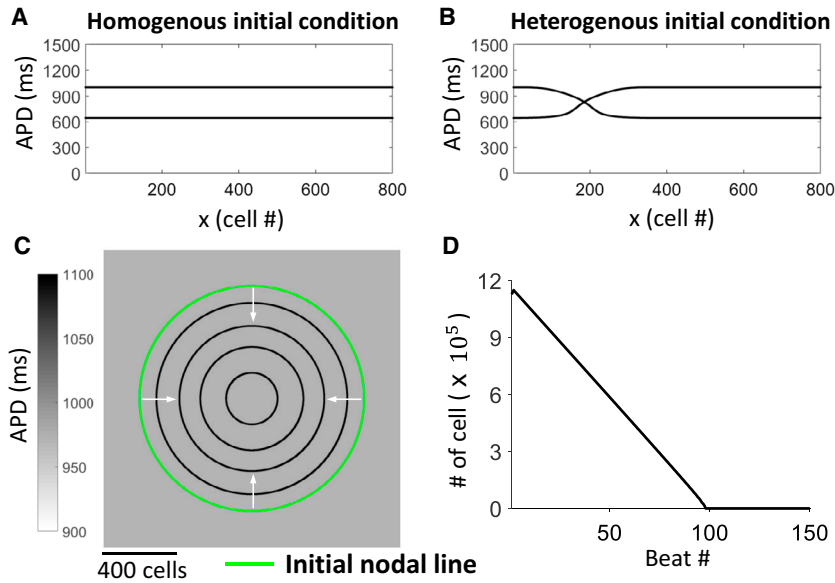 A
Homogenous initial condition
1500
1200
900
600
300
0
APD (ms)
200
400
600
800
x (cell #)
B
Heterogenous initial condition
1500
1200
900
600
300
0
APD (ms)
200
400
600
800
x (cell #)
C
1100
1050
1000
950
900
APD (ms)
400 cells
Initial nodal line
D
12
9
6
3
0
# of cell ( x 10⁵)
50
100
150
Beat #